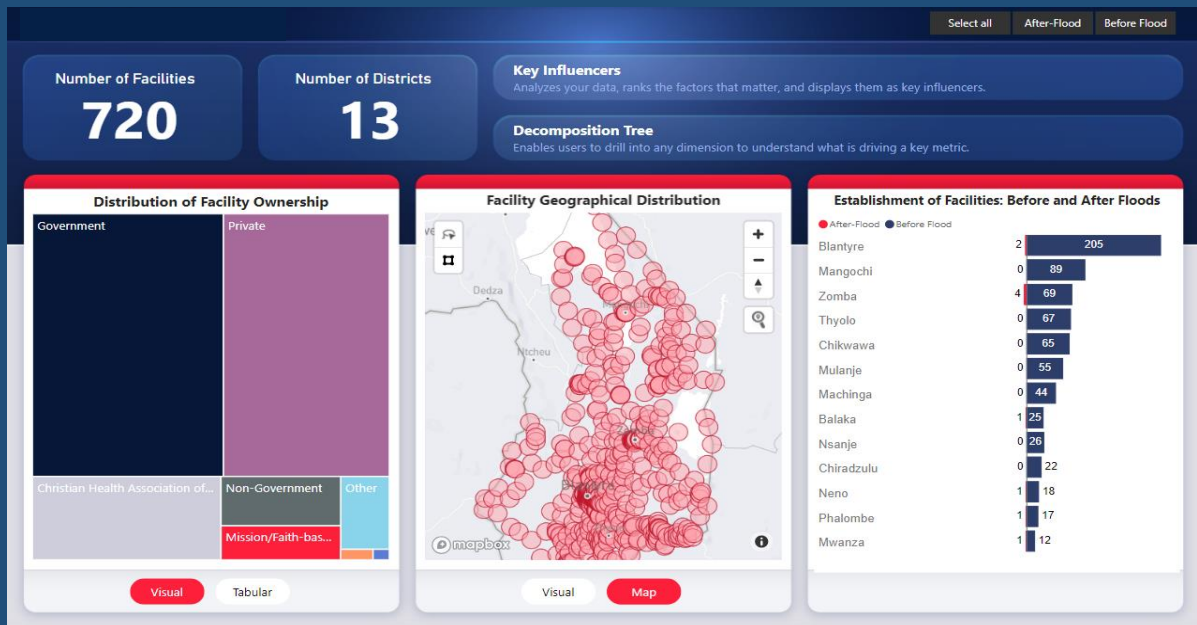 Select all After-Flood Before Flood
Number of Facilities
720
Number of Districts
13
Key Influencers
Analyzes your data, ranks the factors that matter, and displays them as key influencers.
Decomposition Tree
Enables users to drill into any dimension to understand what is driving a key metric.
Distribution of Facility Ownership
Government
Private
Christian Health Association of...
Non-Government
Other
Mission/Faith-bas...
Visual Tabular
Facility Geographical Distribution
Dedza
Ntcheu
Zomba
Blantyre
mapbox
Visual Map
Establishment of Facilities: Before and After Floods
After-Flood Before Flood
Blantyre 2 205
Mangochi 0 89
Zomba 4 69
Thyolo 0 67
Chikwawa 0 65
Mulanje 0 55
Machinga 0 44
Balaka 1 25
Nsanje 0 26
Chiradzulu 0 22
Neno 1 18
Phalombe 1 17
Mwanza 1 12